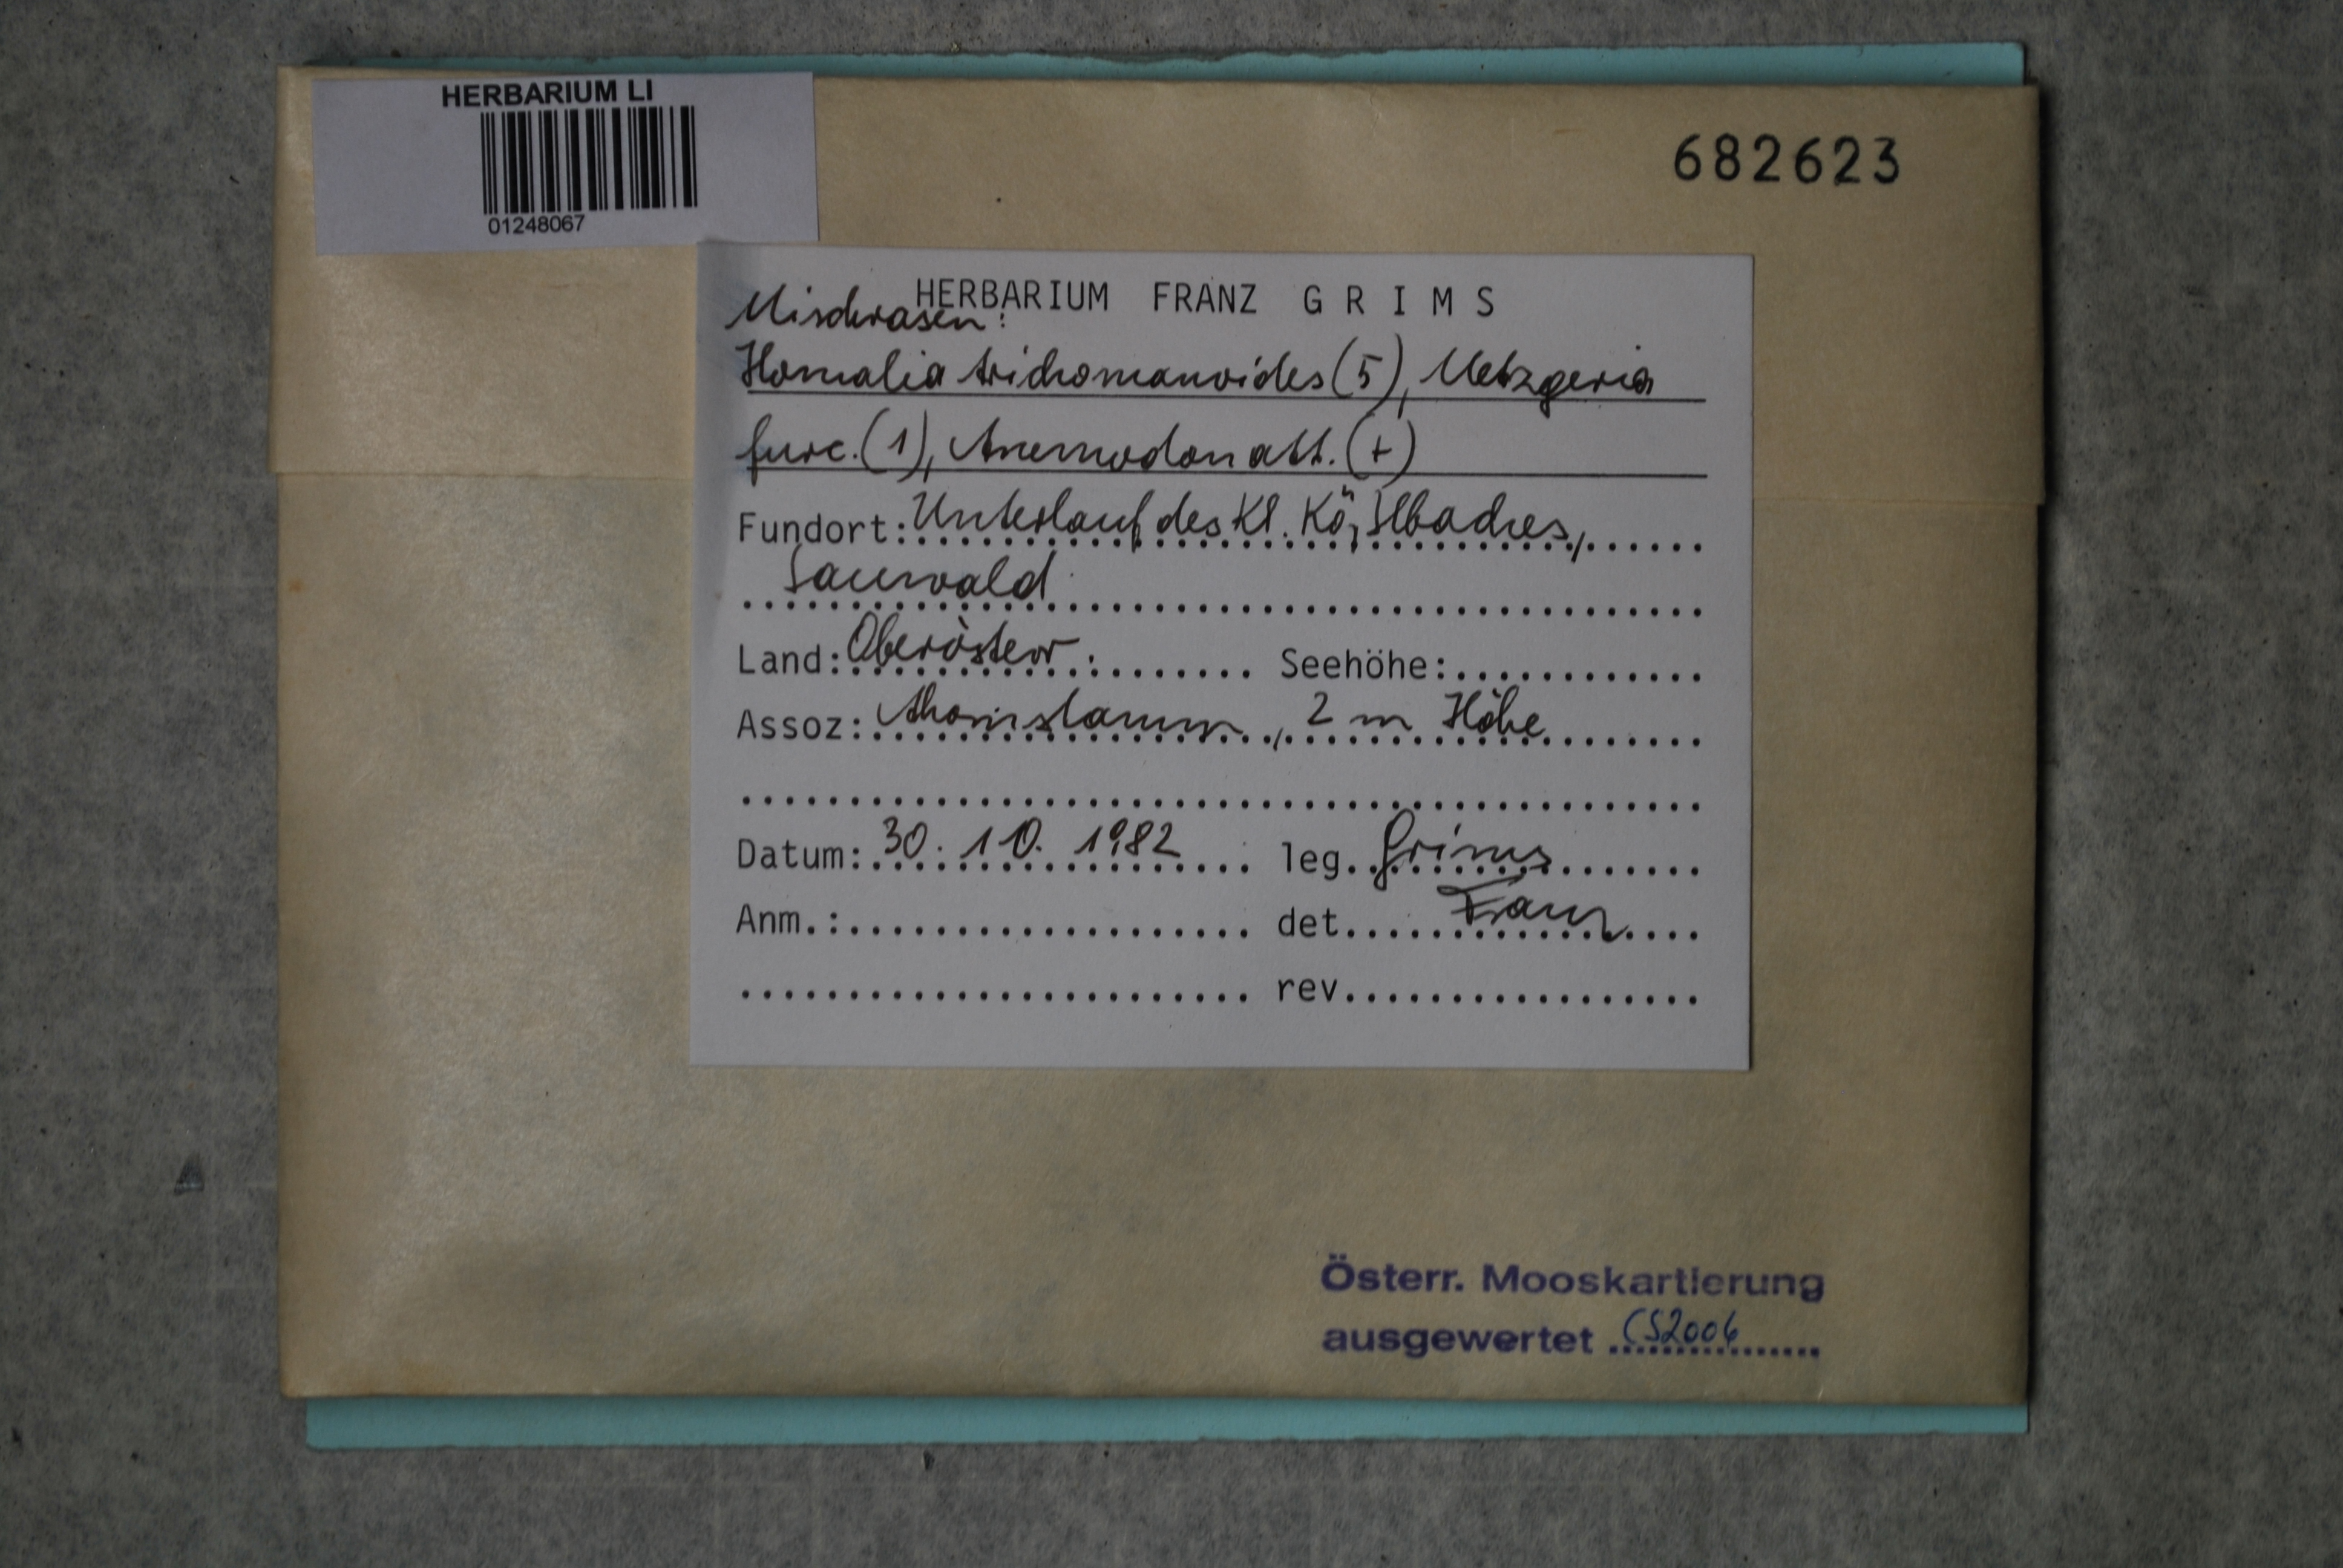 HERBARIUM LI
01248067
682623
HERBARIUM FRANZ G R I M S
Mischrasen:
Homalia trichomanoides (5), Metzgeria
furc. (1), Anomodon att. (+)
Fundort: Unterlauf des Kl. Kößlbaches,
Sauwald
Land: Oberösterr. Seehöhe:
Assoz: Ahornstamm, 2 m Höhe
Datum: 30. 10. 1982 leg. Grims
Anm.: det. Franz
rev.
Österr. Mooskartierung
ausgewertet CS2006